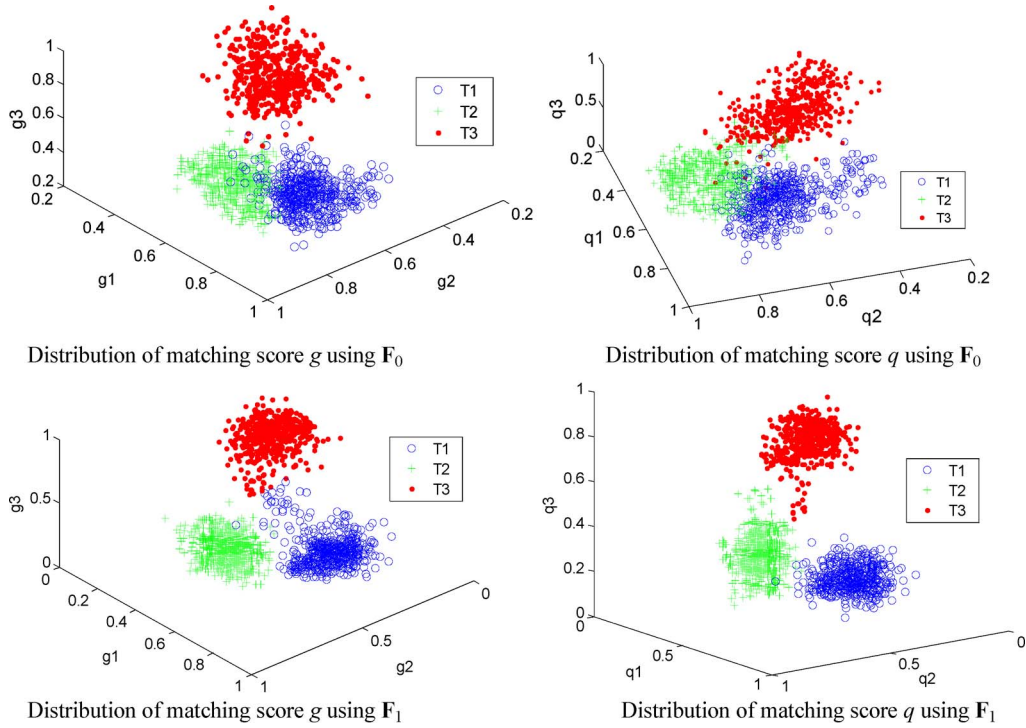 1
0.8
0.6
0.4
0.2
g3
0.2
0.4
0.6
0.8
1
g1
1
0.8
0.6
0.4
0.2
g2
T1
T2
T3
Distribution of matching score g using F0
1
0.5
0
q3
0.2
0.4
0.6
0.8
1
q1
1
0.8
0.6
0.4
0.2
q2
T1
T2
T3
Distribution of matching score q using F0
1
0.5
0
g3
0
0.2
0.4
0.6
0.8
1
g1
1
0.5
0
g2
T1
T2
T3
Distribution of matching score g using F1
1
0.8
0.6
0.4
0.2
0
q3
0
0.5
1
q1
1
0.5
0
q2
T1
T2
T3
Distribution of matching score q using F1